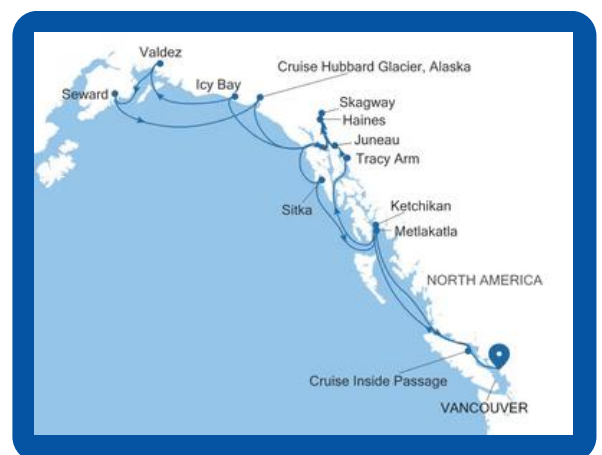 Valdez
Cruise Hubbard Glacier, Alaska
Icy Bay
Seward
Skagway
Haines
Juneau
Tracy Arm
Sitka
Ketchikan
Metlakatla
NORTH AMERICA
Cruise Inside Passage
VANCOUVER